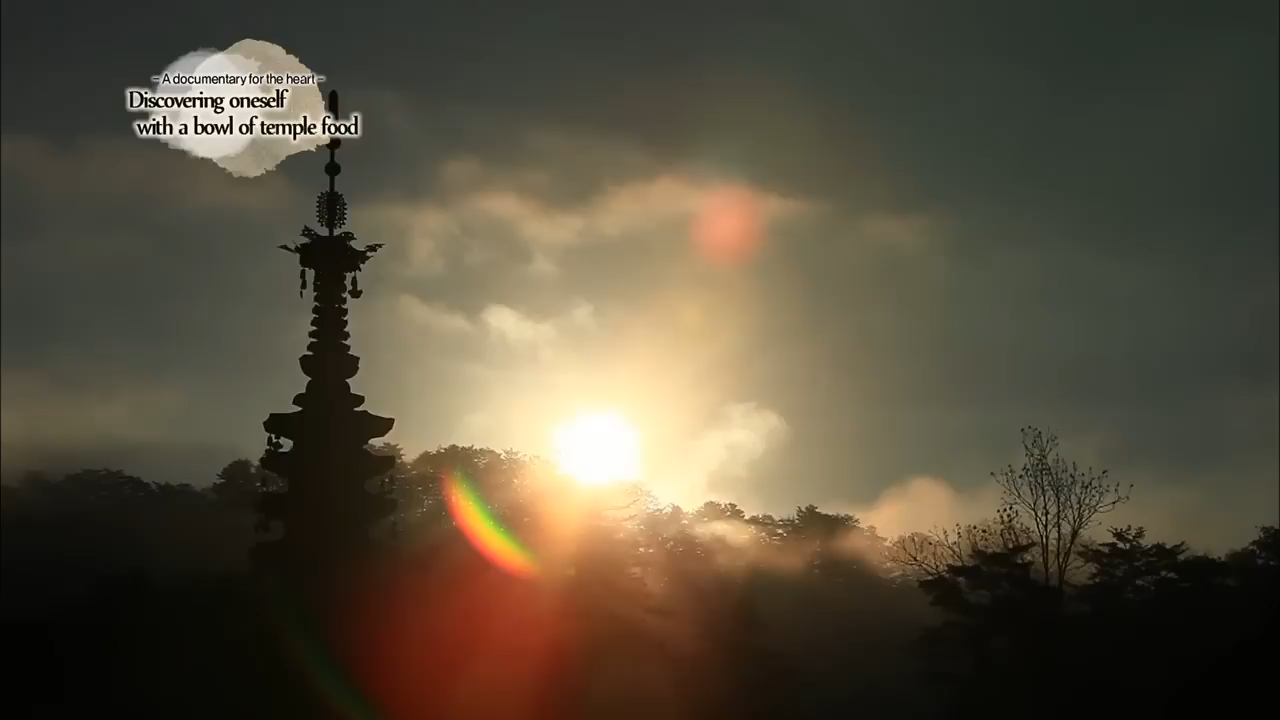 – A documentary for the heart –
Discovering oneself
with a bowl of temple food